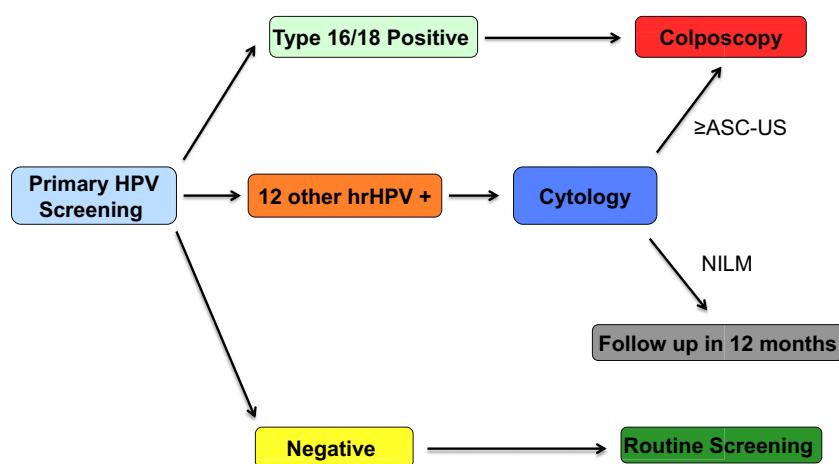 Type 16/18 Positive
Colposcopy
≥ASC-US
Primary HPV
Screening
12 other hrHPV +
Cytology
NILM
Follow up in 12 months
Negative
Routine Screening